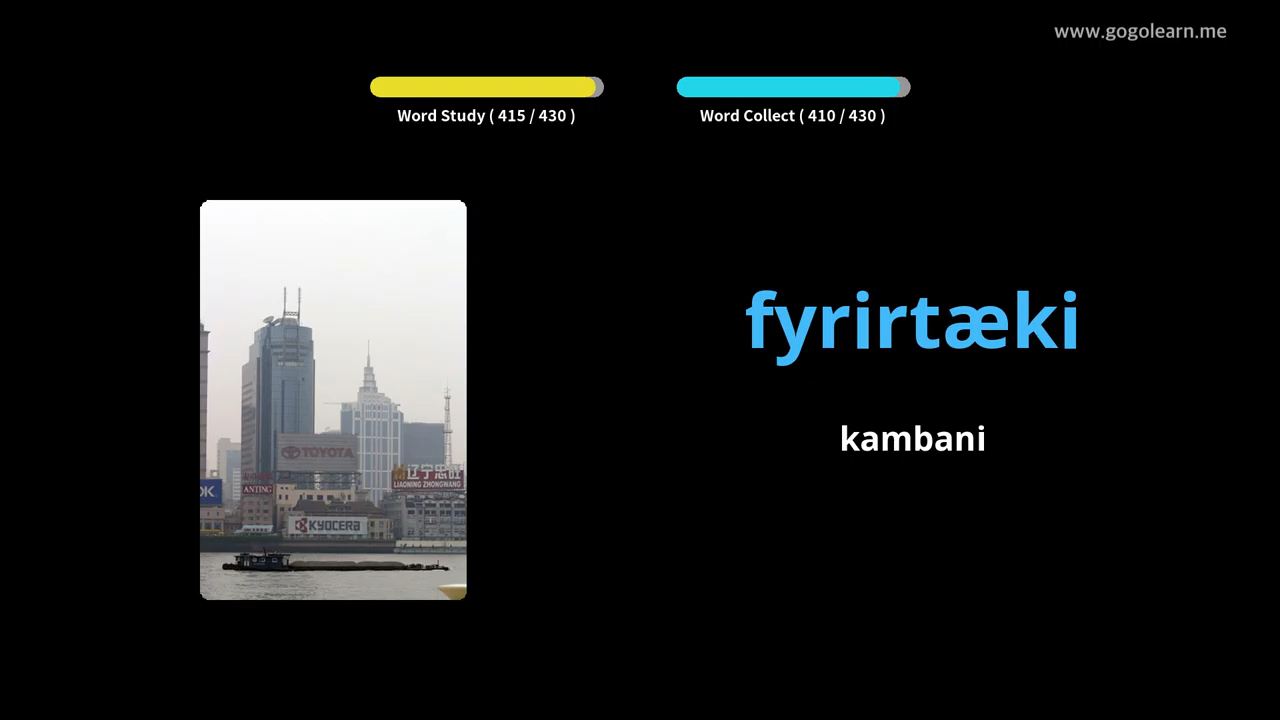 www.gogolearn.me
Word Study ( 415 / 430 )
Word Collect ( 410 / 430 )
fyrirtæki
kambani
TOYOTA
辽宁忠旺
LIAONING ZHONGWANG
OK
ANTING
KYOCERA